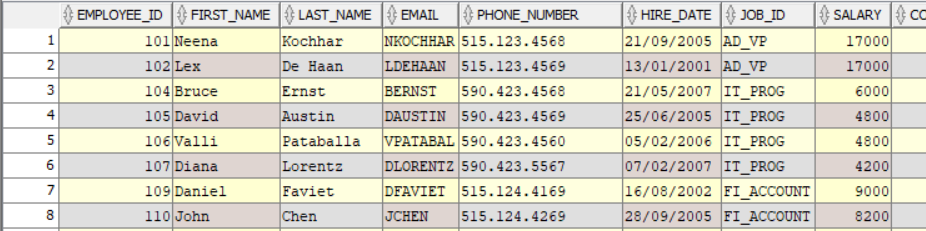 EMPLOYEE_ID FIRST_NAME LAST_NAME EMAIL PHONE_NUMBER HIRE_DATE JOB_ID SALARY CO
1 101 Neena Kochhar NKOCHHAR 515.123.4568 21/09/2005 AD_VP 17000
2 102 Lex De Haan LDEHAAN 515.123.4569 13/01/2001 AD_VP 17000
3 104 Bruce Ernst BERNST 590.423.4568 21/05/2007 IT_PROG 6000
4 105 David Austin DAUSTIN 590.423.4569 25/06/2005 IT_PROG 4800
5 106 Valli Pataballa VPATABAL 590.423.4560 05/02/2006 IT_PROG 4800
6 107 Diana Lorentz DLORENTZ 590.423.5567 07/02/2007 IT_PROG 4200
7 109 Daniel Faviet DFAVIET 515.124.4169 16/08/2002 FI_ACCOUNT 9000
8 110 John Chen JCHEN 515.124.4269 28/09/2005 FI_ACCOUNT 8200